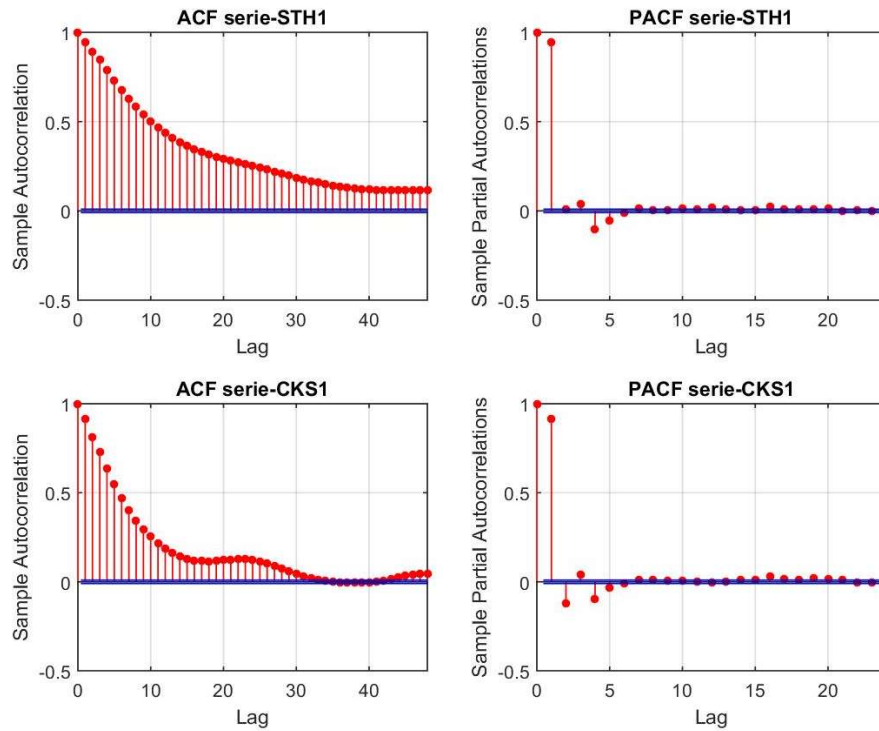 ACF serie-STH1
Sample Autocorrelation
1
0.5
0
-0.5
0 10 20 30 40
Lag
PACF serie-STH1
Sample Partial Autocorrelations
1
0.5
0
-0.5
0 5 10 15 20
Lag
ACF serie-CKS1
Sample Autocorrelation
1
0.5
0
-0.5
0 10 20 30 40
Lag
PACF serie-CKS1
Sample Partial Autocorrelations
1
0.5
0
-0.5
0 5 10 15 20
Lag